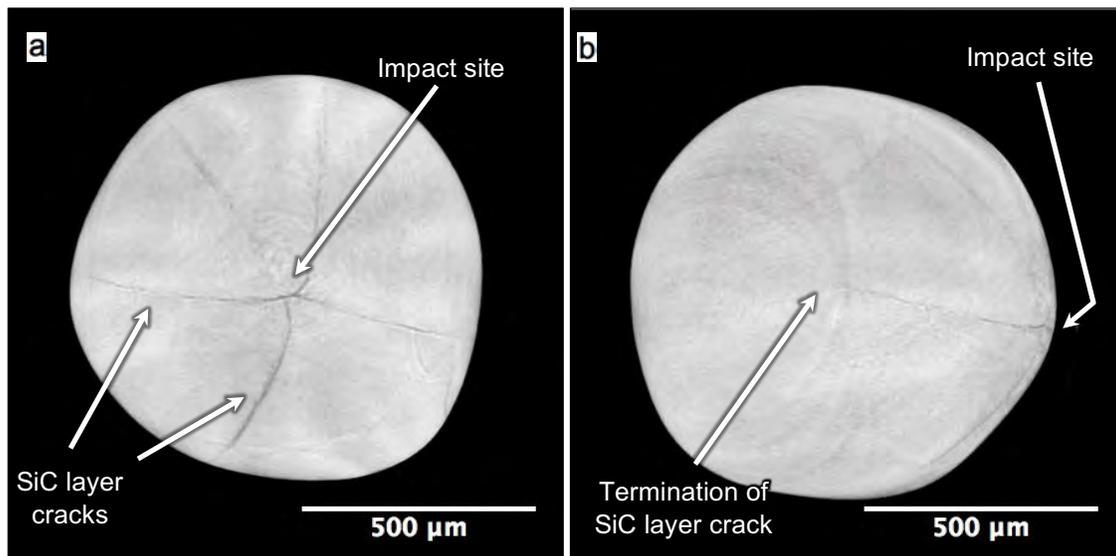 a
Impact site
SiC layer
cracks
500 µm
b
Impact site
Termination of
SiC layer crack
500 µm